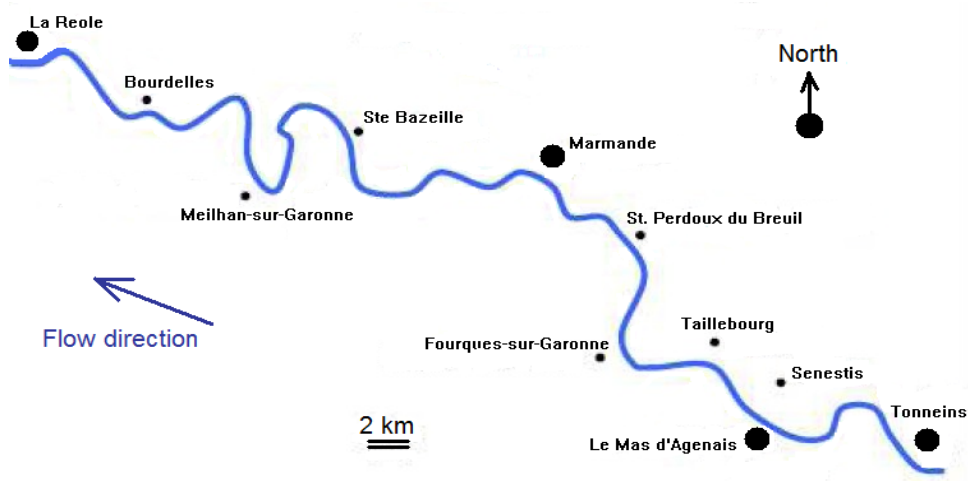 La Reole
North
Bourdelles
Ste Bazeille
Marmande
Meilhan-sur-Garonne
St. Perdoux du Breuil
Flow direction
Taillebourg
Fourques-sur-Garonne
Senestis
2 km
Tonneins
Le Mas d'Agenais